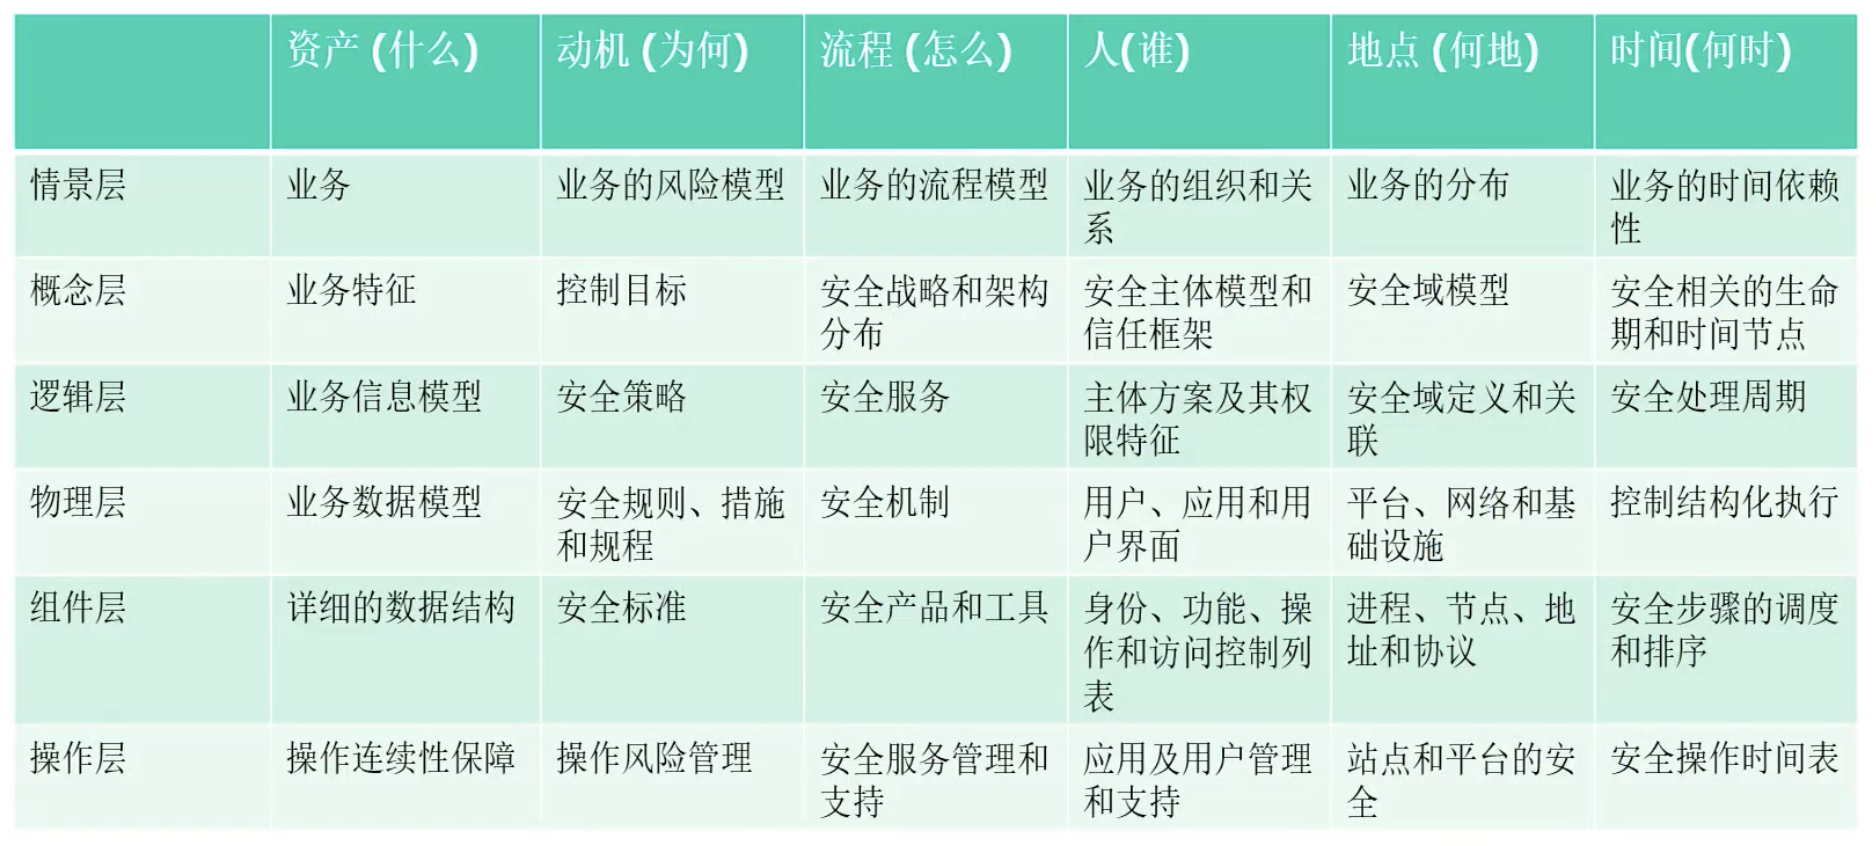 资产 (什么) 动机 (为何) 流程 (怎么) 人(谁) 地点 (何地) 时间(何时)
情景层 业务 业务的风险模型 业务的流程模型 业务的组织和关系 业务的分布 业务的时间依赖性
概念层 业务特征 控制目标 安全战略和架构分布 安全主体模型和信任框架 安全域模型 安全相关的生命期和时间节点
逻辑层 业务信息模型 安全策略 安全服务 主体方案及其权限特征 安全域定义和关联 安全处理周期
物理层 业务数据模型 安全规则、措施和规程 安全机制 用户、应用和用户界面 平台、网络和基础设施 控制结构化执行
组件层 详细的数据结构 安全标准 安全产品和工具 身份、功能、操作和访问控制列表 进程、节点、地址和协议 安全步骤的调度和排序
操作层 操作连续性保障 操作风险管理 安全服务管理和支持 应用及用户管理和支持 站点和平台的安全 安全操作时间表